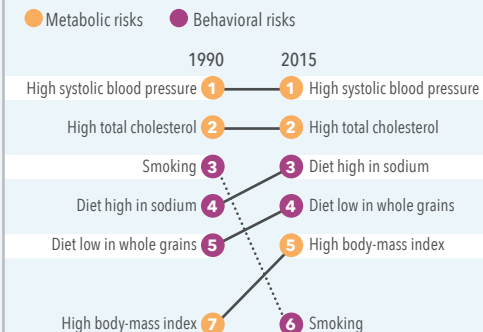 Metabolic risks Behavioral risks
1990 2015
High systolic blood pressure 1 1 High systolic blood pressure
High total cholesterol 2 2 High total cholesterol
Smoking 3 3 Diet high in sodium
Diet high in sodium 4 4 Diet low in whole grains
Diet low in whole grains 5 5 High body-mass index
High body-mass index 7 6 Smoking